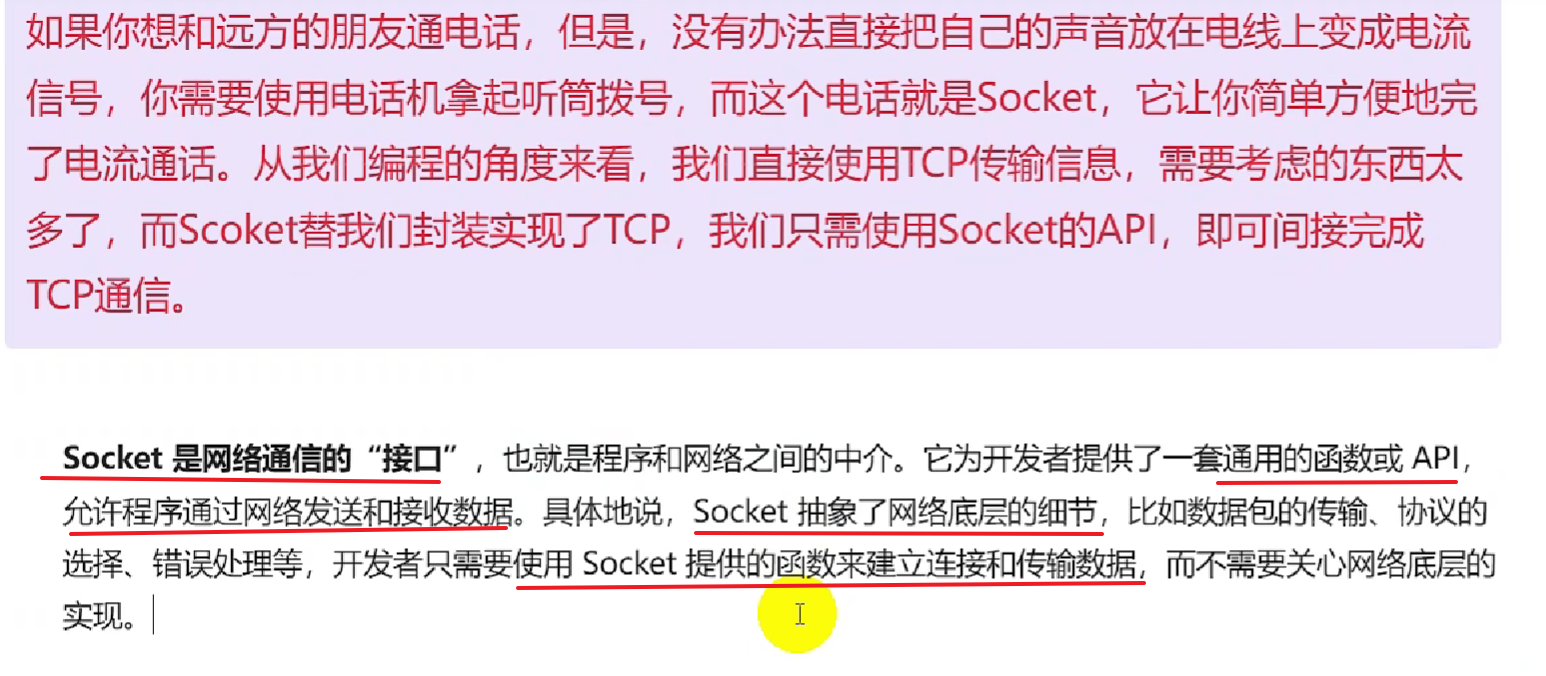 如果你想和远方的朋友通电话，但是，没有办法直接把自己的声音放在电线上变成电流
信号，你需要使用电话机拿起听筒拨号，而这个电话就是Socket，它让你简单方便地完
了电流通话。从我们编程的角度来看，我们直接使用TCP传输信息，需要考虑的东西太
多了，而Scoket替我们封装实现了TCP，我们只需使用Socket的API，即可间接完成
TCP通信。
Socket 是网络通信的“接口”，也就是程序和网络之间的中介。它为开发者提供了一套通用的函数或 API，
允许程序通过网络发送和接收数据。具体地说，Socket 抽象了网络底层的细节，比如数据包的传输、协议的
选择、错误处理等，开发者只需要使用 Socket 提供的函数来建立连接和传输数据，而不需要关心网络底层的
实现。